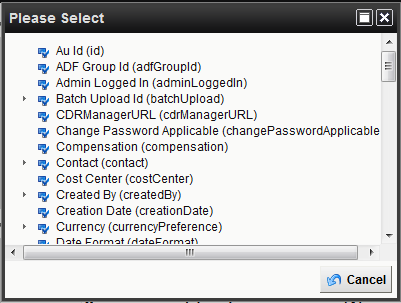 Please Select
Au Id (id)
ADF Group Id (adfGroupId)
Admin Logged In (adminLoggedIn)
Batch Upload Id (batchUpload)
CDRManagerURL (cdrManagerURL)
Change Password Applicable (changePasswordApplicable
Compensation (compensation)
Contact (contact)
Cost Center (costCenter)
Created By (createdBy)
Creation Date (creationDate)
Currency (currencyPreference)
Date Format (dateFormat)
Cancel